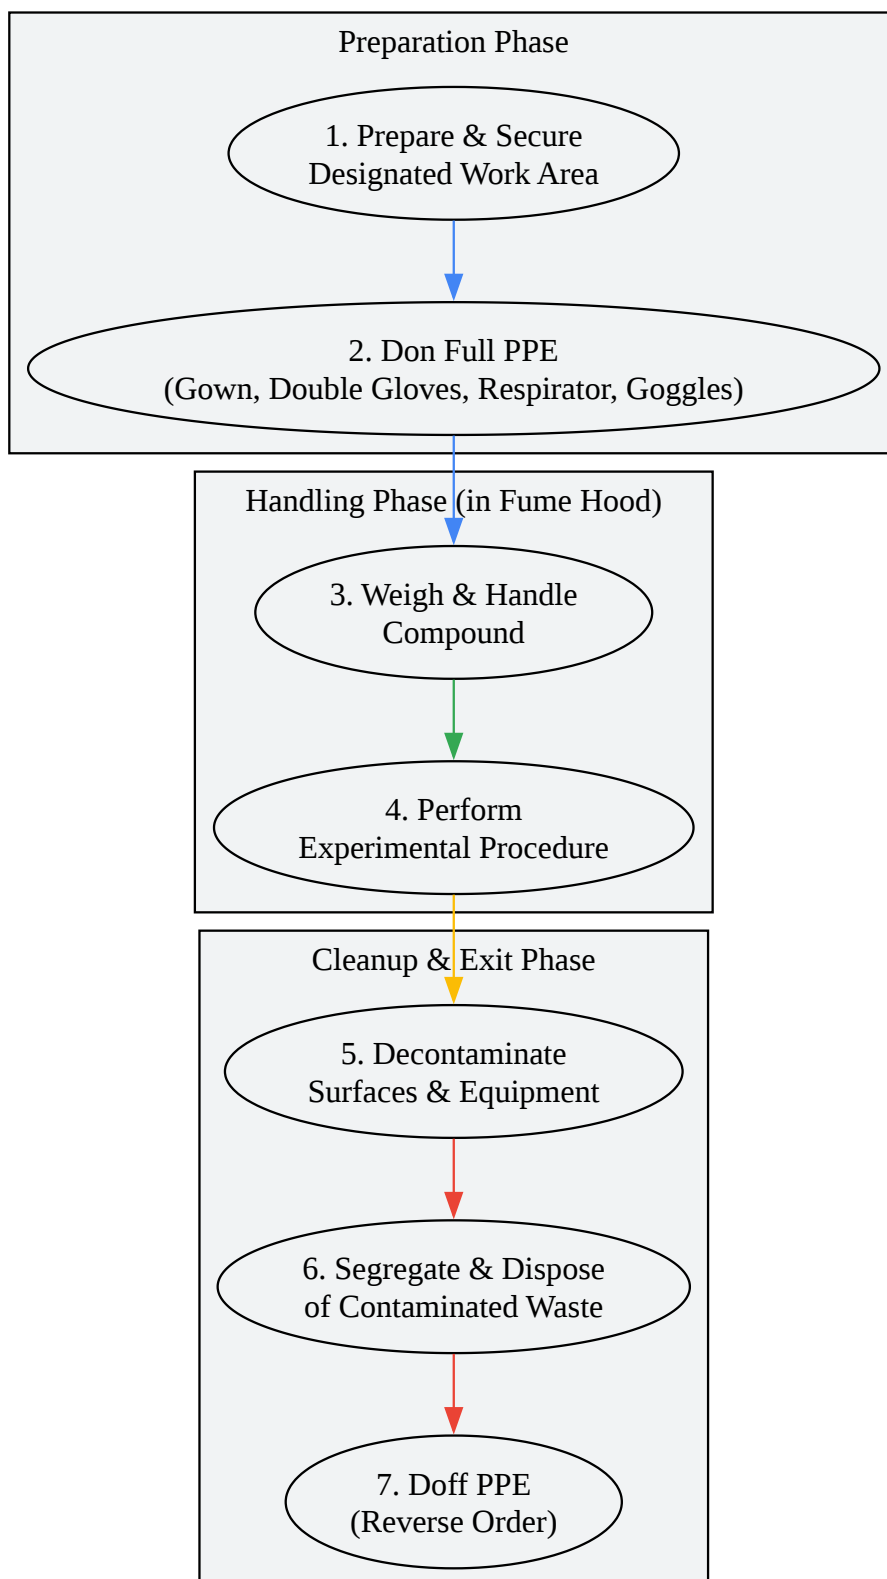 Preparation Phase
1. Prepare & Secure
Designated Work Area
2. Don Full PPE
(Gown, Double Gloves, Respirator, Goggles)
Handling Phase (in Fume Hood)
3. Weigh & Handle
Compound
4. Perform
Experimental Procedure
Cleanup & Exit Phase
5. Decontaminate
Surfaces & Equipment
6. Segregate & Dispose
of Contaminated Waste
7. Doff PPE
(Reverse Order)